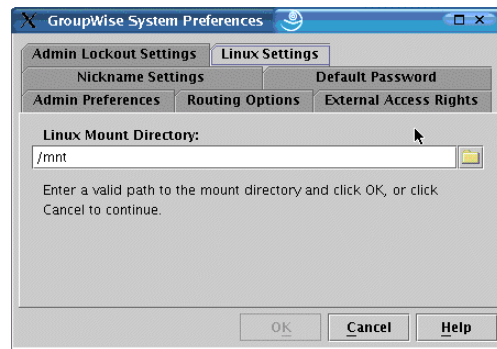 GroupWise System Preferences
Admin Lockout Settings Linux Settings
Nickname Settings Default Password
Admin Preferences Routing Options External Access Rights
Linux Mount Directory:
/mnt
Enter a valid path to the mount directory and click OK, or click
Cancel to continue.
OK Cancel Help